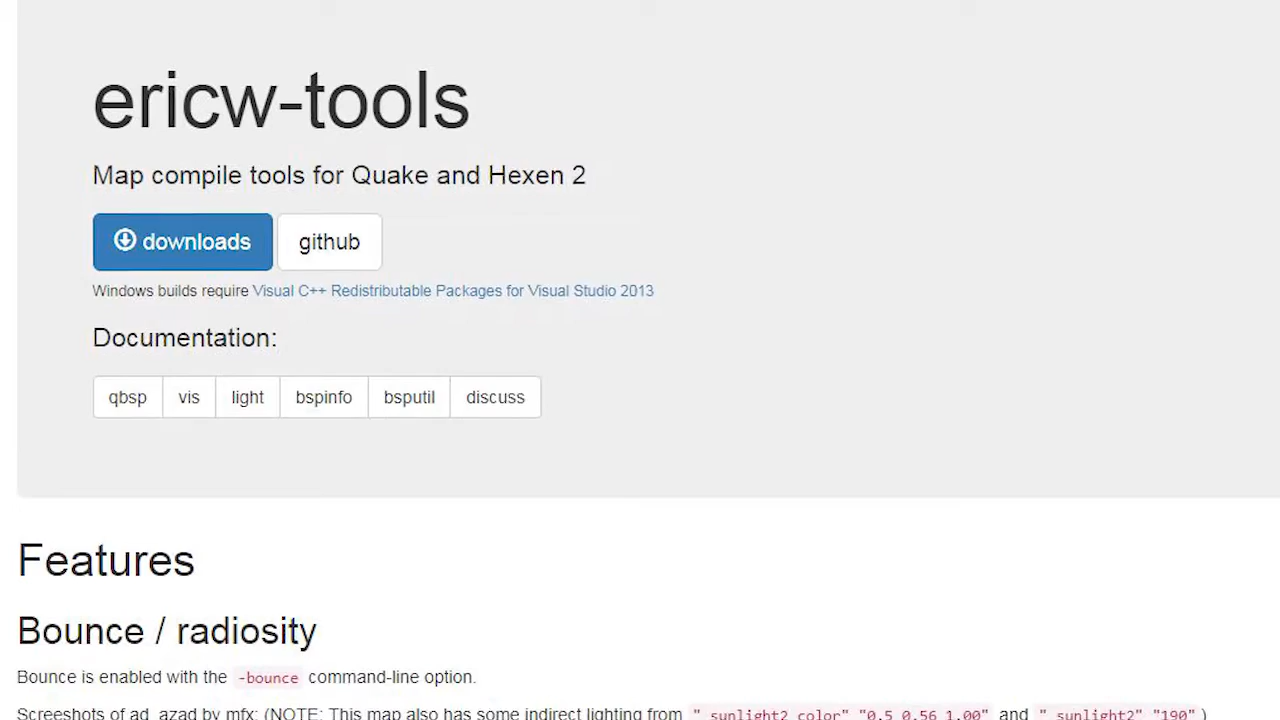 ericw-tools
Map compile tools for Quake and Hexen 2
downloads github
Windows builds require Visual C++ Redistributable Packages for Visual Studio 2013
Documentation:
qbsp vis light bspinfo bsputil discuss
Features
Bounce / radiosity
Bounce is enabled with the -bounce command-line option.
Screeshots of ad_azad by mfx: (NOTE: This map also has some indirect lighting from "_sunlight2_color" "0.5 0.56 1.00" and "_sunlight2" "190" )